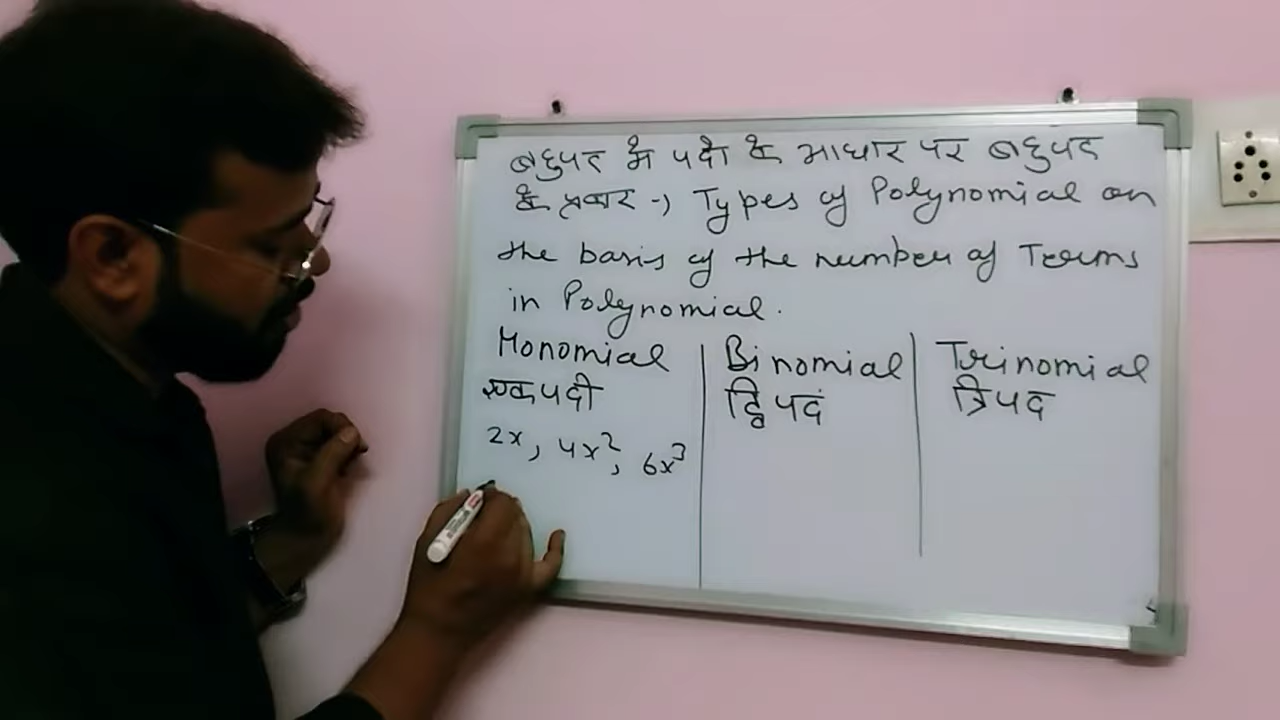 बहुपद में पदों के आधार पर बहुपद
के प्रकार -> Types of Polynomial on
the basis of the number of Terms
in Polynomial.
Monomial Binomial Trinomial
एकपदी द्विपद त्रिपद
2x, 4x², 6x³